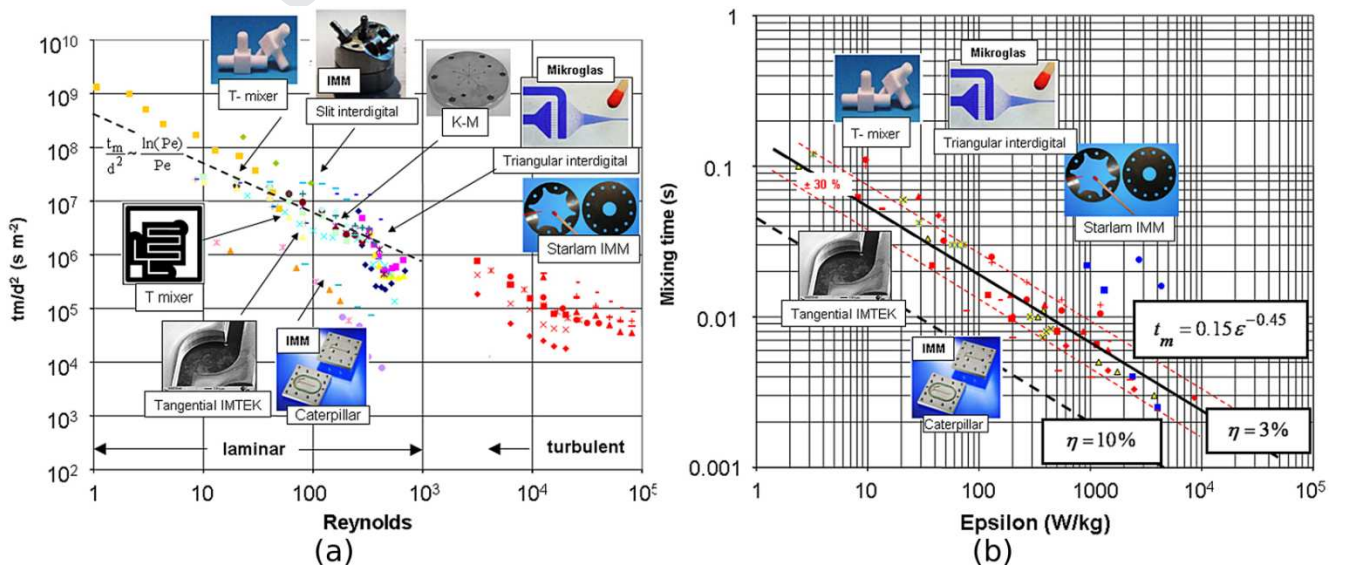 10^10
10^9
10^8
10^7
10^6
10^5
10^4
10^3
10^2
tm/d² (s m⁻²)
T- mixer
IMM
Slit interdigital
K-M
Mikroglas
Triangular interdigital
t_m/d² ~ ln(Pe)/Pe
Starlam IMM
T mixer
Tangential IMTEK
IMM
Caterpillar
laminar
turbulent
1 10 100 10^3 10^4 10^5
Reynolds
(a)
1
0.1
0.01
0.001
Mixing time (s)
T- mixer
Mikroglas
Triangular interdigital
± 30 %
Starlam IMM
Tangential IMTEK
IMM
Caterpillar
t_m = 0.15 ε^−0.45
η = 10%
η = 3%
1 10 100 1000 10^4 10^5
Epsilon (W/kg)
(b)